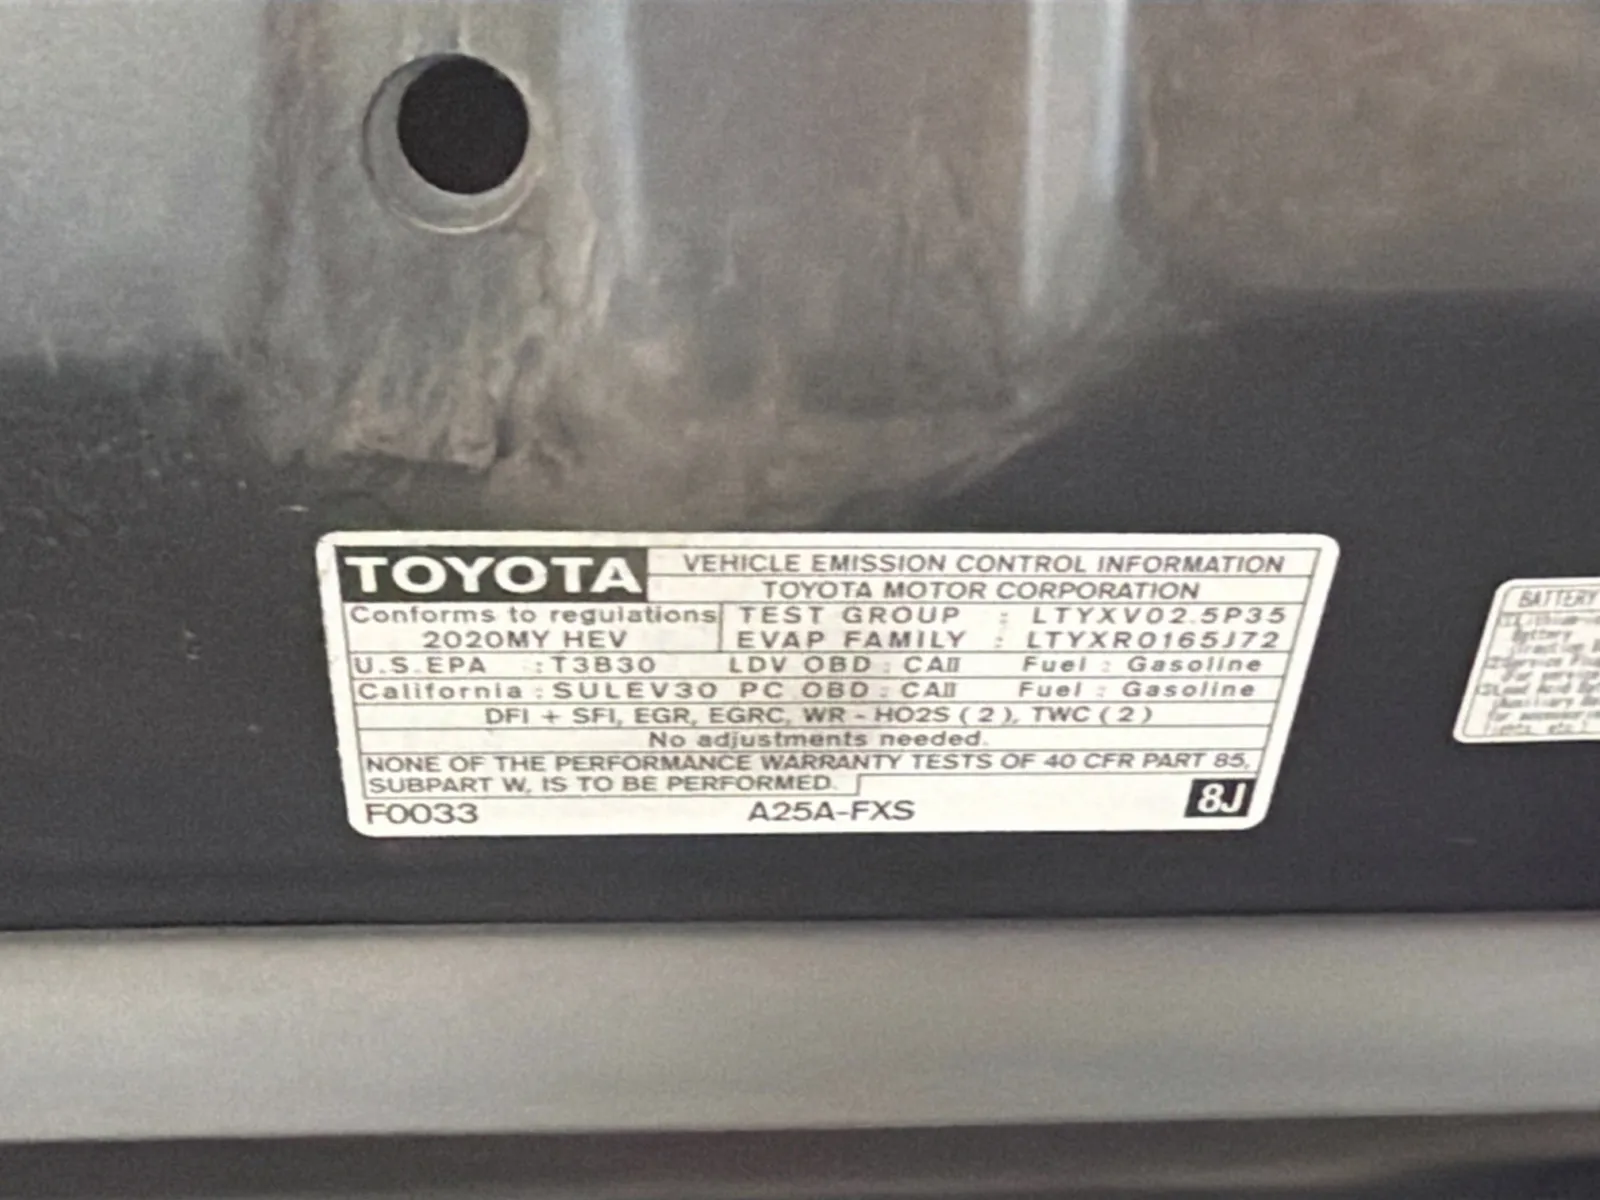 TOYOTA VEHICLE EMISSION CONTROL INFORMATION
TOYOTA MOTOR CORPORATION
Conforms to regulations TEST GROUP : LTYXV02.5P35
2020MY HEV EVAP FAMILY : LTYXR0165J72
U.S.EPA : T3B30 LDV OBD : CAII Fuel : Gasoline
California : SULEV30 PC OBD : CAII Fuel : Gasoline
DFI + SFI, EGR, EGRC, WR - HO2S ( 2 ), TWC ( 2 )
No adjustments needed.
NONE OF THE PERFORMANCE WARRANTY TESTS OF 40 CFR PART 85,
SUBPART W, IS TO BE PERFORMED.
F0033 A25A-FXS 8J
BATTERY
Battery